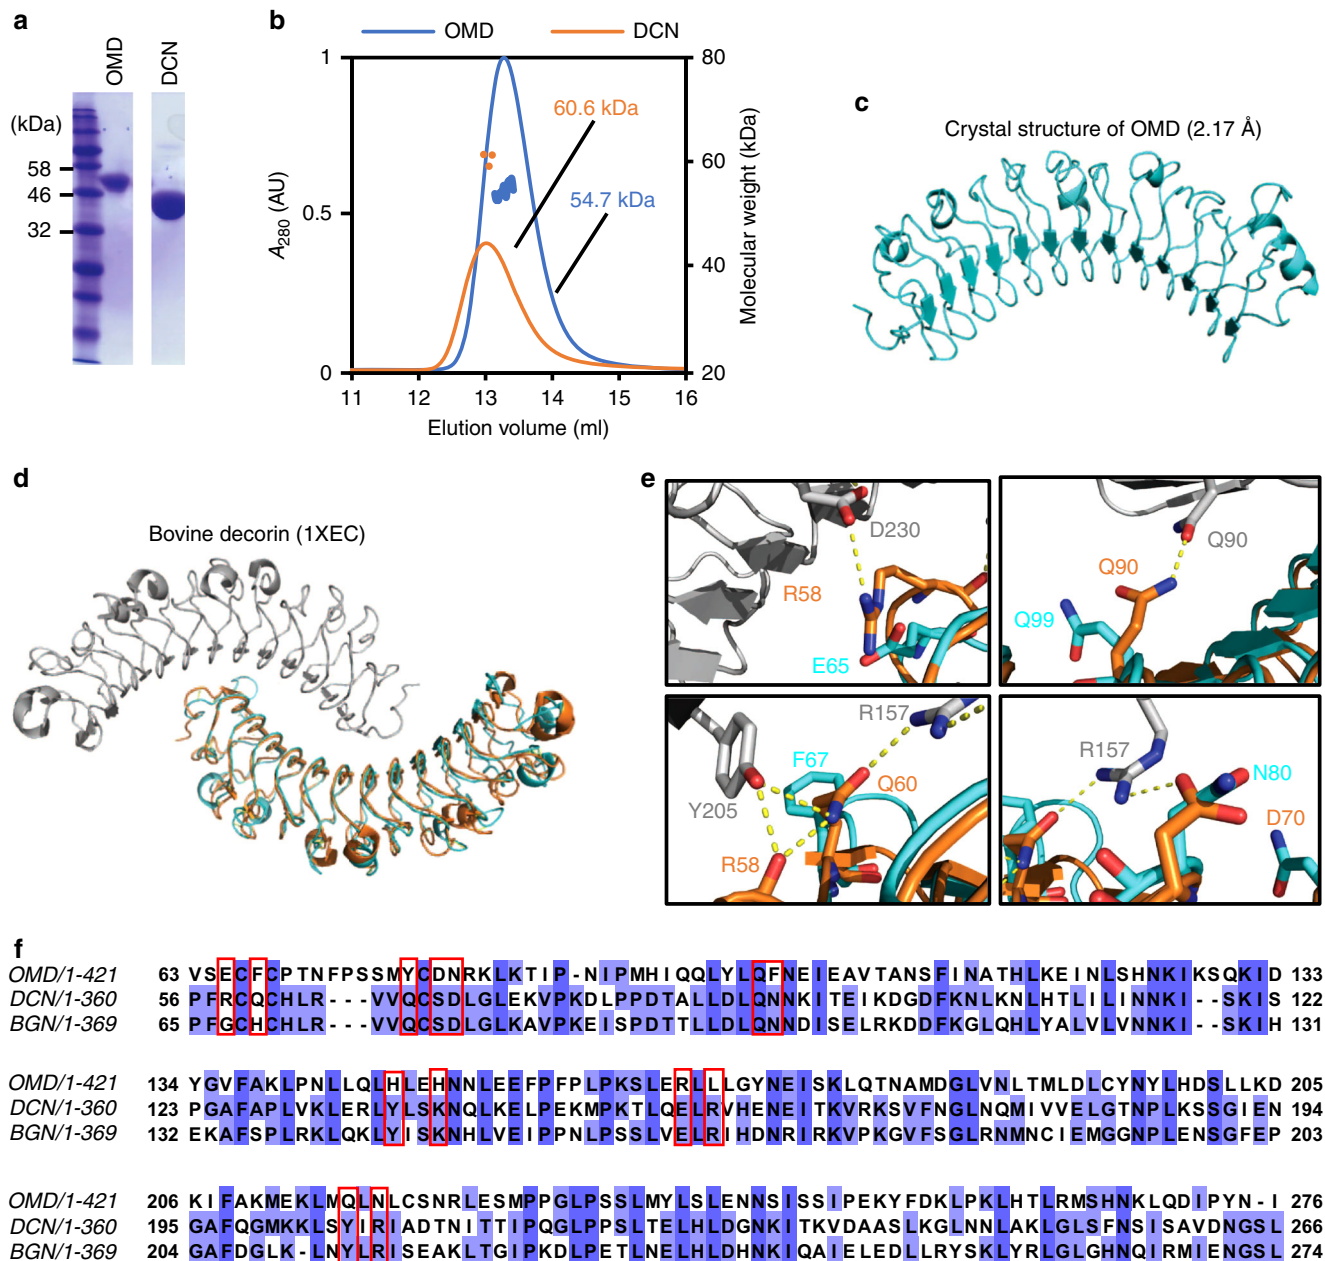 a
OMD
DCN
(kDa)
58
46
32
b
OMD
DCN
1
0.5
0
A280 (AU)
80
60
40
20
Molecular weight (kDa)
60.6 kDa
54.7 kDa
11 12 13 14 15 16
Elution volume (ml)
c
Crystal structure of OMD (2.17 Å)
d
Bovine decorin (1XEC)
e
D230
R58
E65
Q90
Q90
Q99
R157
F67
Q60
Y205
R58
R157
N80
D70
f
OMD/1-421 63 VSECFCPTNFPSSMYCDNRKLKTIP-NIPMHIQQLYLQFNEIEAVTANSFINATHLKEINLSHNKIKSQKID 133
DCN/1-360 56 PFRCQCHLR---VVQCSDLGLEKVPKDLPPDTALLDLQNNKITEIKDGDFKNLKNLHTLILINNKI--SKIS 122
BGN/1-369 65 PFGCHCHLR---VVQCSDLGLKAVPKEISPDTTLLDLQNNDISELRKDDFKGLQHLYALVLVNNKI--SKIH 131
OMD/1-421 134 YGVFAKLPNLLQLHLEHNNLEEFPFPLPKSLERLLLGYNEISKLQTNAMDGLVNLTMLDLCYNYLHDSLLKD 205
DCN/1-360 123 PGAFAPLVKLERLYLSKNQLKELPEKMPKTLQELRVHENEITKVRKSVFNGLNQMIVVELGTNPLKSSGIEN 194
BGN/1-369 132 EKAFSPLRKLQKLYISKNHLVEIPPNLPSSLVELRIHDNRIRKVPKGVFSGLRNMNCIEMGGNPLENSGFEP 203
OMD/1-421 206 KIFAKMEKLMQLNLCSNRLESMPPGLPSSLMYLSLENNSISSIPEKYFDKLPKLHTLRMSHNKLQDIPYN-I 276
DCN/1-360 195 GAFQGMKKLSYIRIADTNITTIPQGLPPSLTELHLDGNKITKVDAASLKGLNNLAKLGLSFNSISAVDNGSL 266
BGN/1-369 204 GAFDGLK-LNYLRISEAKLTGIPKDLPETLNELHLDHNKIQAIELEDLLRYSKLYRLGLGHNQIRMIENGSL 274